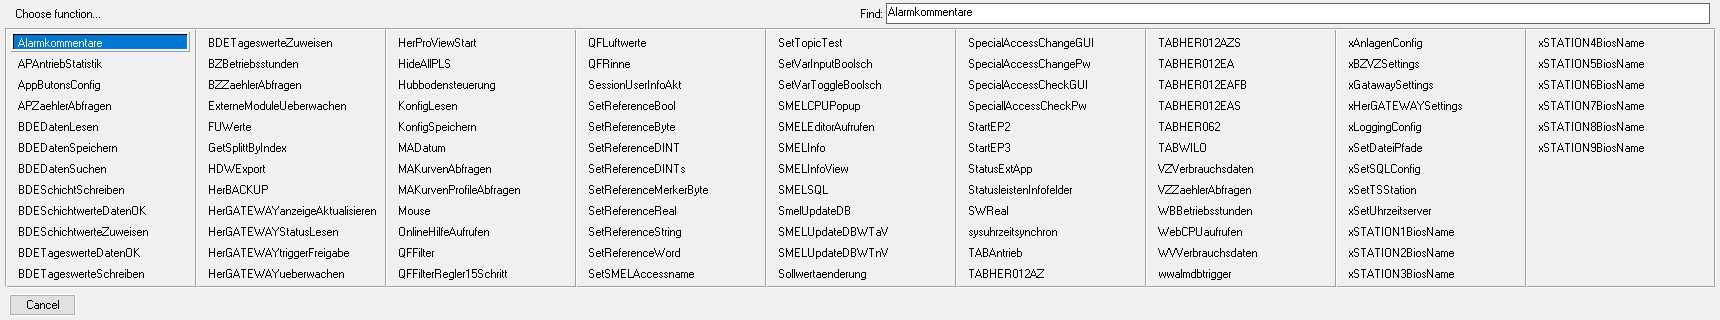 Choose function...
Find: Alarmkommentare
Alarmkommentare
APAntriebStatistik
AppButonsConfig
APZaehlerAbfragen
BDEDatenLesen
BDEDatenSpeichern
BDEDatenSuchen
BDESchichtSchreiben
BDESchichtwerteDatenOK
BDESchichtwerteZuweisen
BDETageswerteDatenOK
BDETageswerteSchreiben
BDETageswerteZuweisen
BZBetriebsstunden
BZZaehlerAbfragen
ExterneModuleUeberwachen
FUWerte
GetSplittByIndex
HDWExport
HerBACKUP
HerGATEWAYanzeigeAktualisieren
HerGATEWAYStatusLesen
HerGATEWAYtriggerFreigabe
HerGATEWAYueberwachen
HerProViewStart
HideAllPLS
Hubbodensteuerung
KonfigLesen
KonfigSpeichern
MADatum
MAKurvenAbfragen
MAKurvenProfileAbfragen
Mouse
OnlineHilfeAufrufen
QFFilter
QFFilterRegler15Schritt
QFLuftwerte
QFRinne
SessionUserInfoAkt
SetReferenceBool
SetReferenceByte
SetReferenceDINT
SetReferenceDINTs
SetReferenceMerkerByte
SetReferenceReal
SetReferenceString
SetReferenceWord
SetSMELAccessname
SetTopicTest
SetVarInputBoolsch
SetVarToggleBoolsch
SMELCPUPopup
SMELEditorAufrufen
SMELInfo
SMELInfoView
SMELSQL
SmelUpdateDB
SMELUpdateDBWTaV
SMELUpdateDBWTnV
Sollwertaenderung
SpecialAccessChangeGUI
SpecialAccessChangePw
SpecialAccessCheckGUI
SpeciallAccessCheckPw
StartEP2
StartEP3
StatusExtApp
StatusleistenInfofelder
SWReal
sysuhrzeitsynchron
TABAntrieb
TABHER012AZ
TABHER012AZS
TABHER012EA
TABHER012EAFB
TABHER012EAS
TABHER062
TABWILO
VZVerbrauchsdaten
VZZaehlerAbfragen
WBBetriebsstunden
WebCPUaufrufen
WVVerbrauchsdaten
wwalmdbtrigger
xAnlagenConfig
xBZVZSettings
xGatawaySettings
xHerGATEWAYSettings
xLoggingConfig
xSetDateiPfade
xSetSQLConfig
xSetTSStation
xSetUhrzeitserver
xSTATION1BiosName
xSTATION2BiosName
xSTATION3BiosName
xSTATION4BiosName
xSTATION5BiosName
xSTATION6BiosName
xSTATION7BiosName
xSTATION8BiosName
xSTATION9BiosName
Cancel